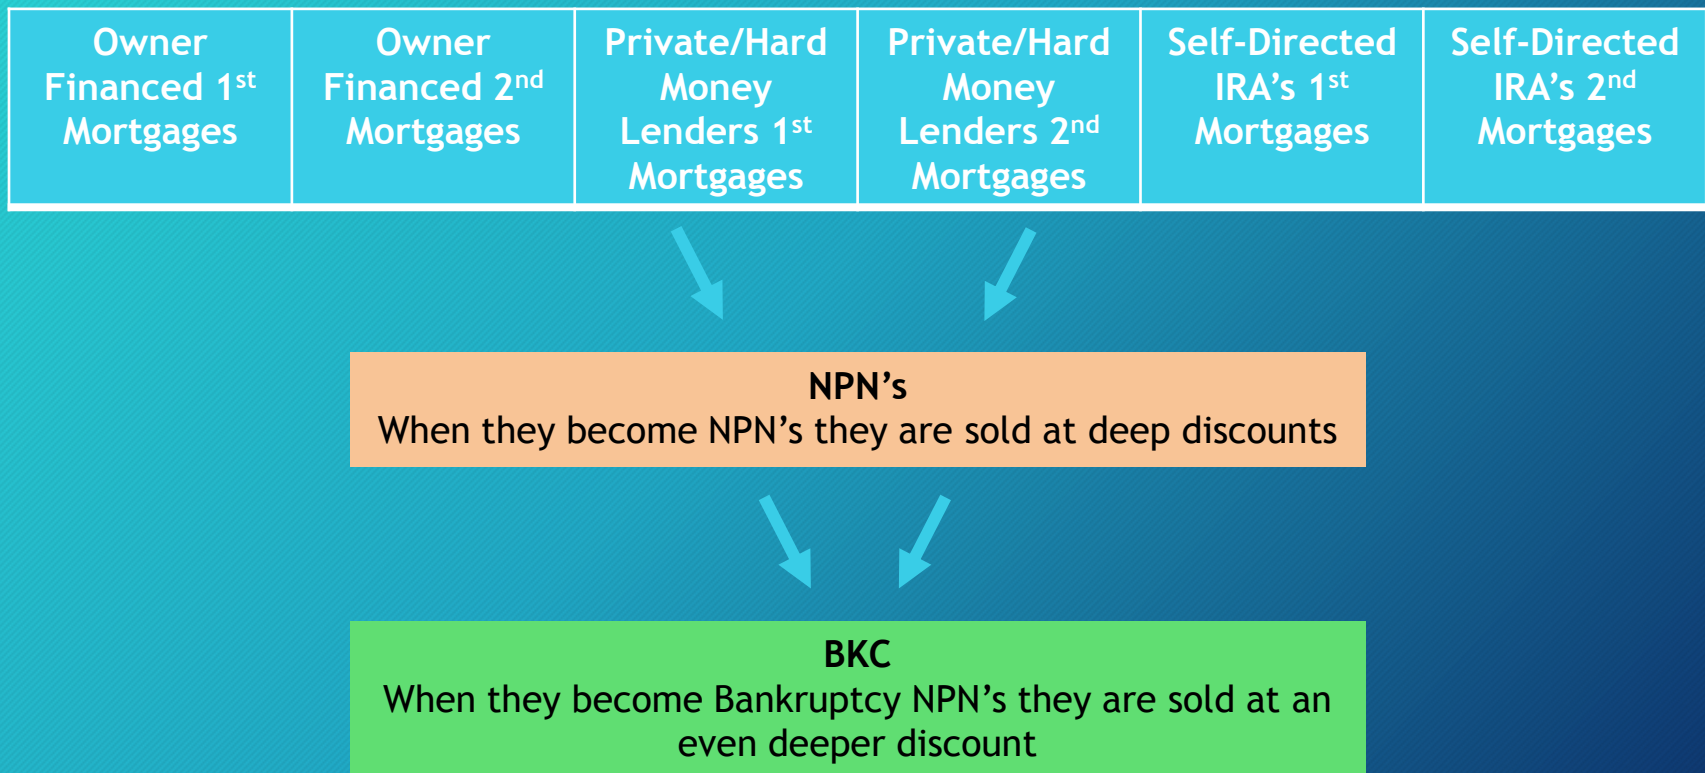 Owner
Financed 1st
Mortgages
Owner
Financed 2nd
Mortgages
Private/Hard
Money
Lenders 1st
Mortgages
Private/Hard
Money
Lenders 2nd
Mortgages
Self-Directed
IRA’s 1st
Mortgages
Self-Directed
IRA’s 2nd
Mortgages
NPN’s
When they become NPN’s they are sold at deep discounts
BKC
When they become Bankruptcy NPN’s they are sold at an
even deeper discount